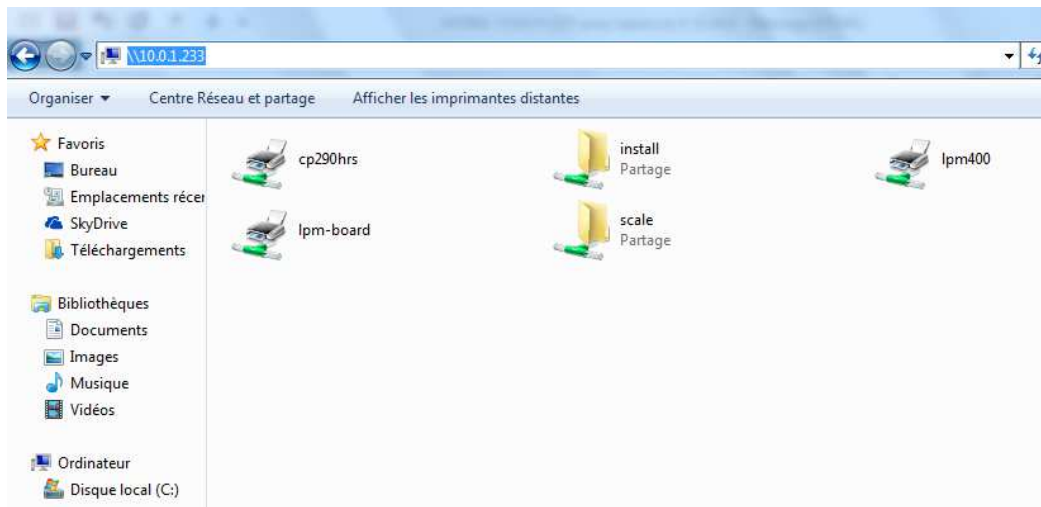 \\10.0.1.233
Organiser
Centre Réseau et partage
Afficher les imprimantes distantes
Favoris
Bureau
Emplacements récer
SkyDrive
Téléchargements
Bibliothèques
Documents
Images
Musique
Vidéos
Ordinateur
Disque local (C:)
cp290hrs
install
Partage
lpm400
lpm-board
scale
Partage